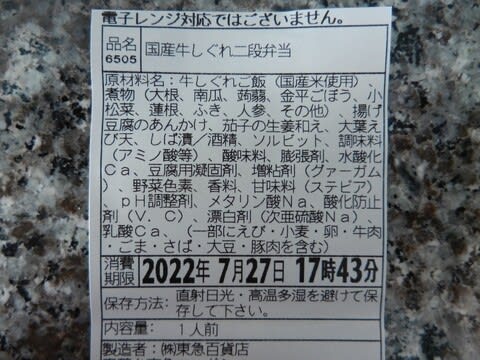 電子レンジ対応ではございません。
品名 6505 国産牛しぐれ二段弁当
原材料名：牛しぐれご飯（国産米使用）、
煮物（大根、南瓜、蒟蒻、金平ごぼう、小
松菜、蓮根、ふき、人参、その他）、揚げ
豆腐のあんかけ、茄子の生姜和え、大葉え
び天、しば漬／酒精、ソルビット、調味料
（アミノ酸等）、酸味料、膨張剤、水酸化
Ｃａ、豆腐用凝固剤、増粘剤（グァーガム
）、野菜色素、香料、甘味料（ステビア）
、ｐＨ調整剤、メタリン酸Ｎａ、酸化防止
剤（Ｖ．Ｃ）、漂白剤（次亜硫酸Ｎａ）、
乳酸Ｃａ、（一部にえび・小麦・卵・牛肉
・ごま・さば・大豆・豚肉を含む）
消費期限 2022年 7月27日 17時43分
保存方法：直射日光・高温多湿を避けて保
存して下さい。
内容量：１人前
製造者：㈱東急百貨店